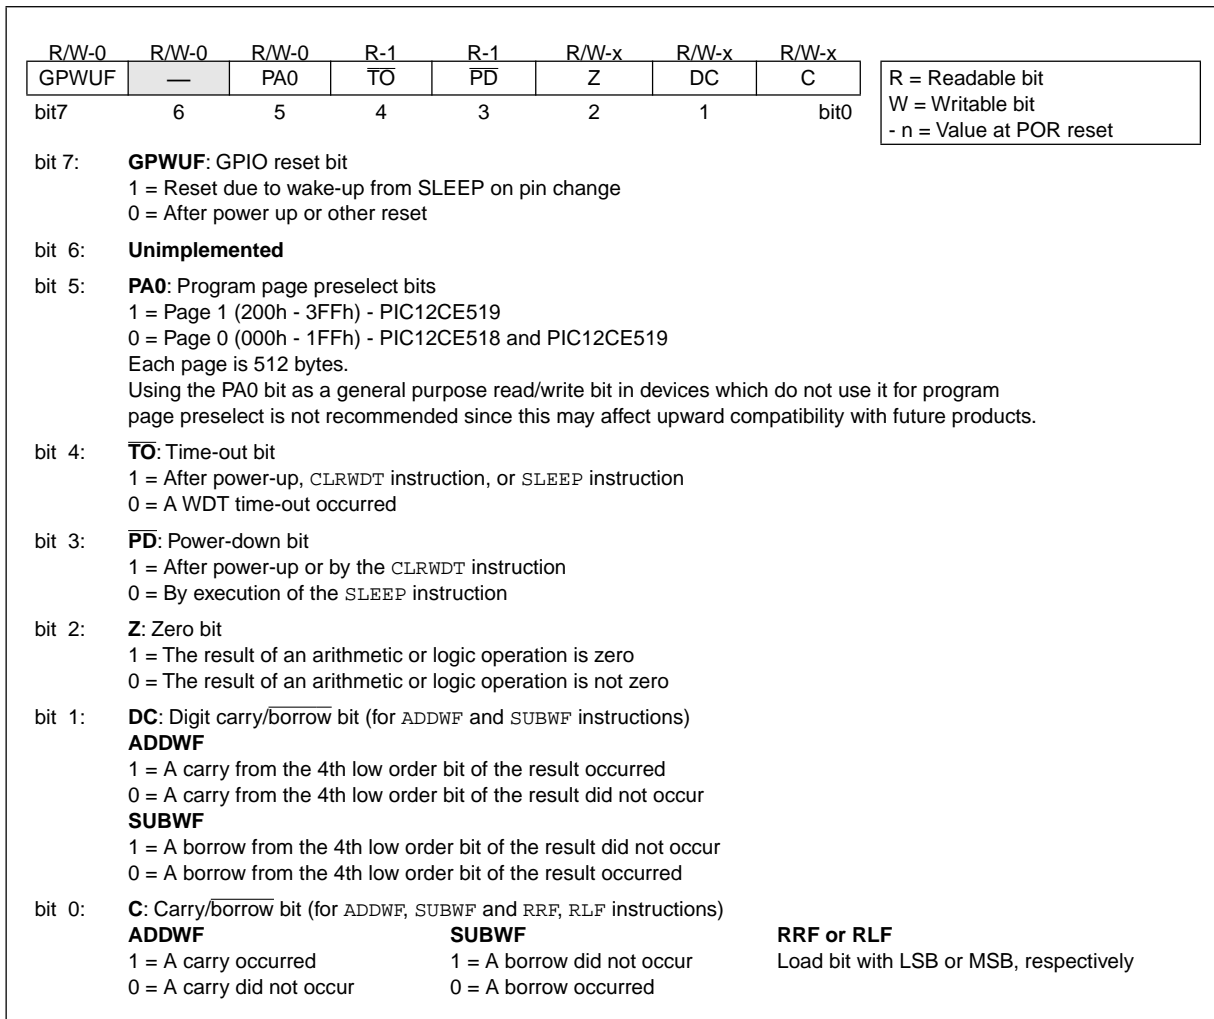 R/W-0 R/W-0 R/W-0 R-1 R-1 R/W-x R/W-x R/W-x
GPWUF — PA0 T̅O̅ P̅D̅ Z DC C
bit7 6 5 4 3 2 1 bit0
R = Readable bit
W = Writable bit
- n = Value at POR reset
bit 7: GPWUF: GPIO reset bit
1 = Reset due to wake-up from SLEEP on pin change
0 = After power up or other reset
bit 6: Unimplemented
bit 5: PA0: Program page preselect bits
1 = Page 1 (200h - 3FFh) - PIC12CE519
0 = Page 0 (000h - 1FFh) - PIC12CE518 and PIC12CE519
Each page is 512 bytes.
Using the PA0 bit as a general purpose read/write bit in devices which do not use it for program
page preselect is not recommended since this may affect upward compatibility with future products.
bit 4: T̅O̅: Time-out bit
1 = After power-up, CLRWDT instruction, or SLEEP instruction
0 = A WDT time-out occurred
bit 3: P̅D̅: Power-down bit
1 = After power-up or by the CLRWDT instruction
0 = By execution of the SLEEP instruction
bit 2: Z: Zero bit
1 = The result of an arithmetic or logic operation is zero
0 = The result of an arithmetic or logic operation is not zero
bit 1: DC: Digit carry/b̅o̅r̅r̅o̅w̅ bit (for ADDWF and SUBWF instructions)
ADDWF
1 = A carry from the 4th low order bit of the result occurred
0 = A carry from the 4th low order bit of the result did not occur
SUBWF
1 = A borrow from the 4th low order bit of the result did not occur
0 = A borrow from the 4th low order bit of the result occurred
bit 0: C: Carry/b̅o̅r̅r̅o̅w̅ bit (for ADDWF, SUBWF and RRF, RLF instructions)
ADDWF SUBWF RRF or RLF
1 = A carry occurred 1 = A borrow did not occur Load bit with LSB or MSB, respectively
0 = A carry did not occur 0 = A borrow occurred